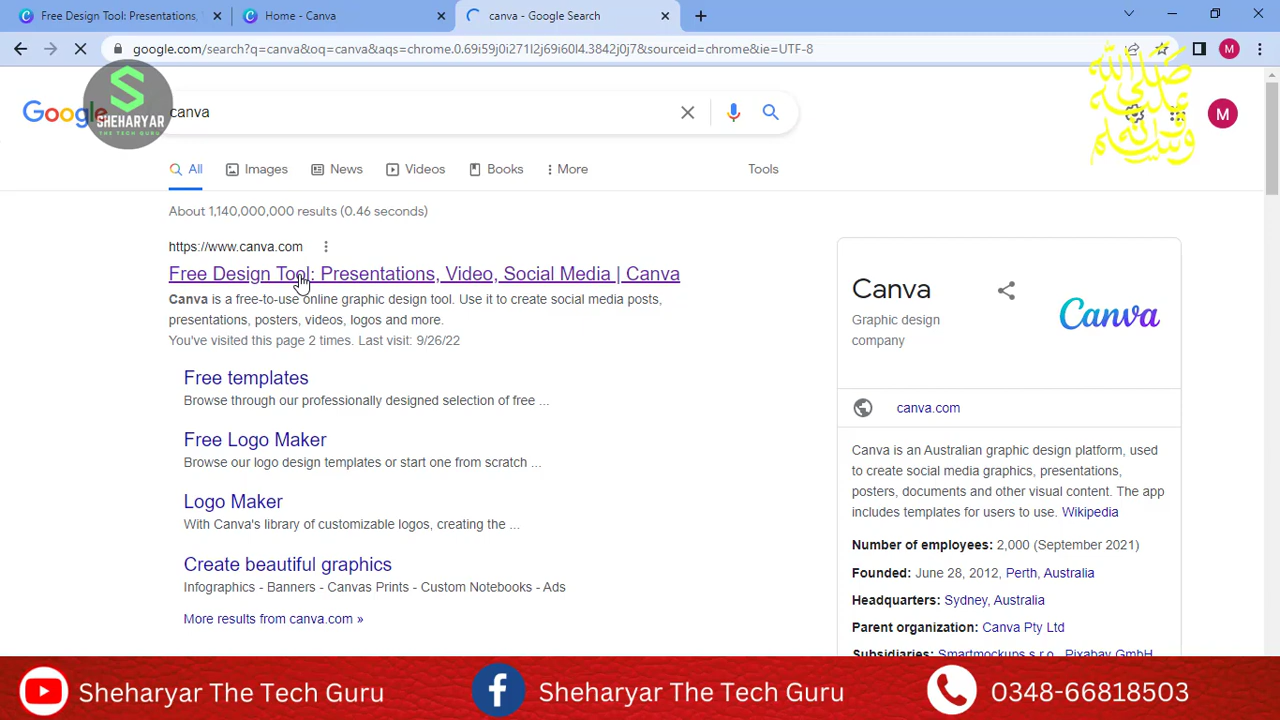 Free Design Tool: Presentations,
Home - Canva
canva - Google Search
google.com/search?q=canva&oq=canva&aqs=chrome.0.69i59j0i271l2j69i60l4.3842j0j7&sourceid=chrome&ie=UTF-8
M
Google
S
SHEHARYAR
THE TECH GURU
canva
صلى الله
عليه
وسلم
M
All
Images
News
Videos
Books
More
Tools
About 1,140,000,000 results (0.46 seconds)
https://www.canva.com
Free Design Tool: Presentations, Video, Social Media | Canva
Canva is a free-to-use online graphic design tool. Use it to create social media posts,
presentations, posters, videos, logos and more.
You've visited this page 2 times. Last visit: 9/26/22
Free templates
Browse through our professionally designed selection of free ...
Free Logo Maker
Browse our logo design templates or start one from scratch ...
Logo Maker
With Canva's library of customizable logos, creating the ...
Create beautiful graphics
Infographics - Banners - Canvas Prints - Custom Notebooks - Ads
More results from canva.com »
Canva
Graphic design
company
Canva
canva.com
Canva is an Australian graphic design platform, used
to create social media graphics, presentations,
posters, documents and other visual content. The app
includes templates for users to use. Wikipedia
Number of employees: 2,000 (September 2021)
Founded: June 28, 2012, Perth, Australia
Headquarters: Sydney, Australia
Parent organization: Canva Pty Ltd
Subsidiaries: Smartmockups s.r.o., Pixabay GmbH
Sheharyar The Tech Guru
Sheharyar The Tech Guru
0348-66818503